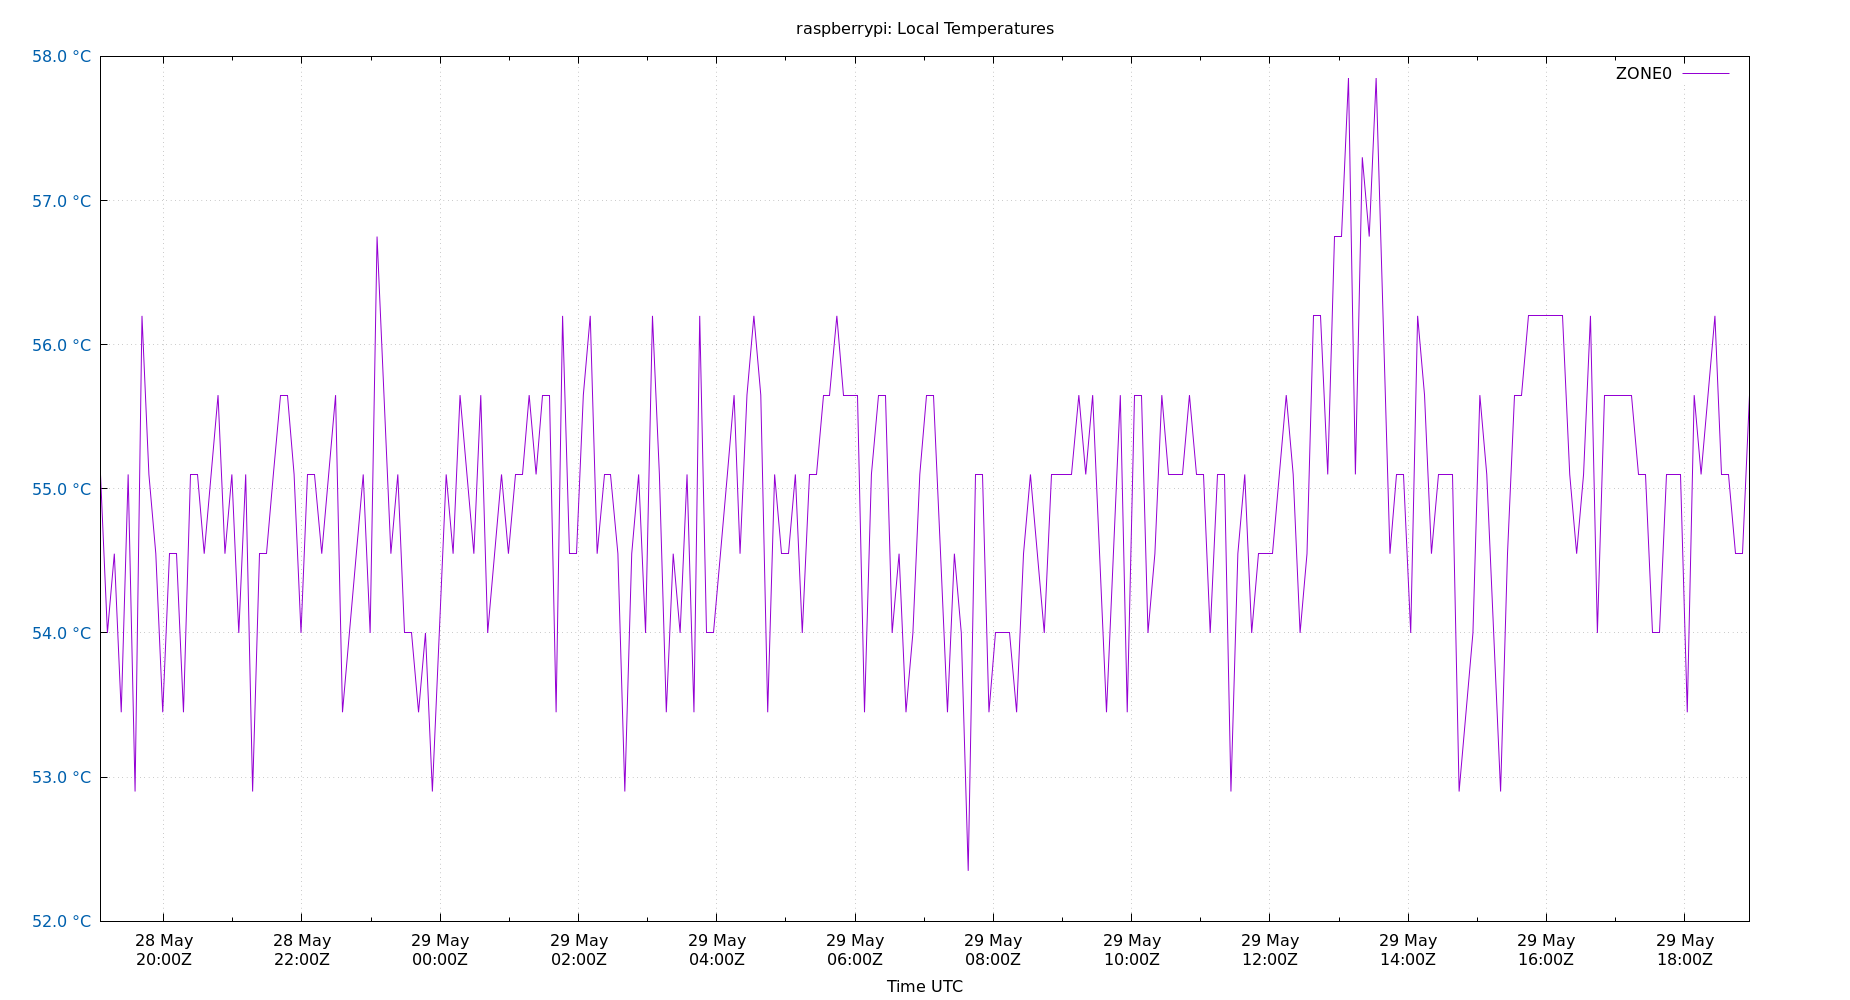 raspberrypi: Local Temperatures
58.0 °C
ZONE0
57.0 °C
56.0 °C
55.0 °C
54.0 °C
53.0 °C
52.0 °C
28 May 28 May 29 May 29 May 29 May 29 May 29 May 29 May 29 May 29 May 29 May 29 May
20:00Z 22:00Z 00:00Z 02:00Z 04:00Z 06:00Z 08:00Z 10:00Z 12:00Z 14:00Z 16:00Z 18:00Z
Time UTC